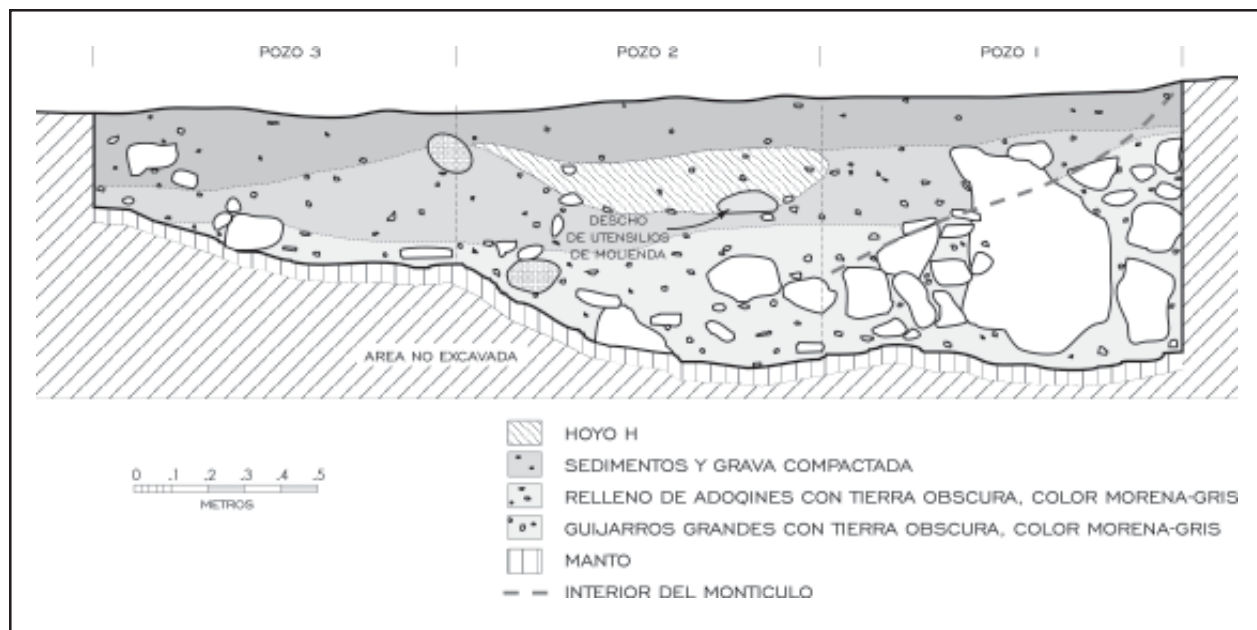 POZO 3 POZO 2 POZO 1
DESCHO
DE UTENSILIOS
DE MOLIENDA
AREA NO EXCAVADA
HOYO H
SEDIMENTOS Y GRAVA COMPACTADA
RELLENO DE ADOQINES CON TIERRA OBSCURA, COLOR MORENA-GRIS
GUIJARROS GRANDES CON TIERRA OBSCURA, COLOR MORENA-GRIS
MANTO
INTERIOR DEL MONTICULO
0 .1 .2 .3 .4 .5
METROS